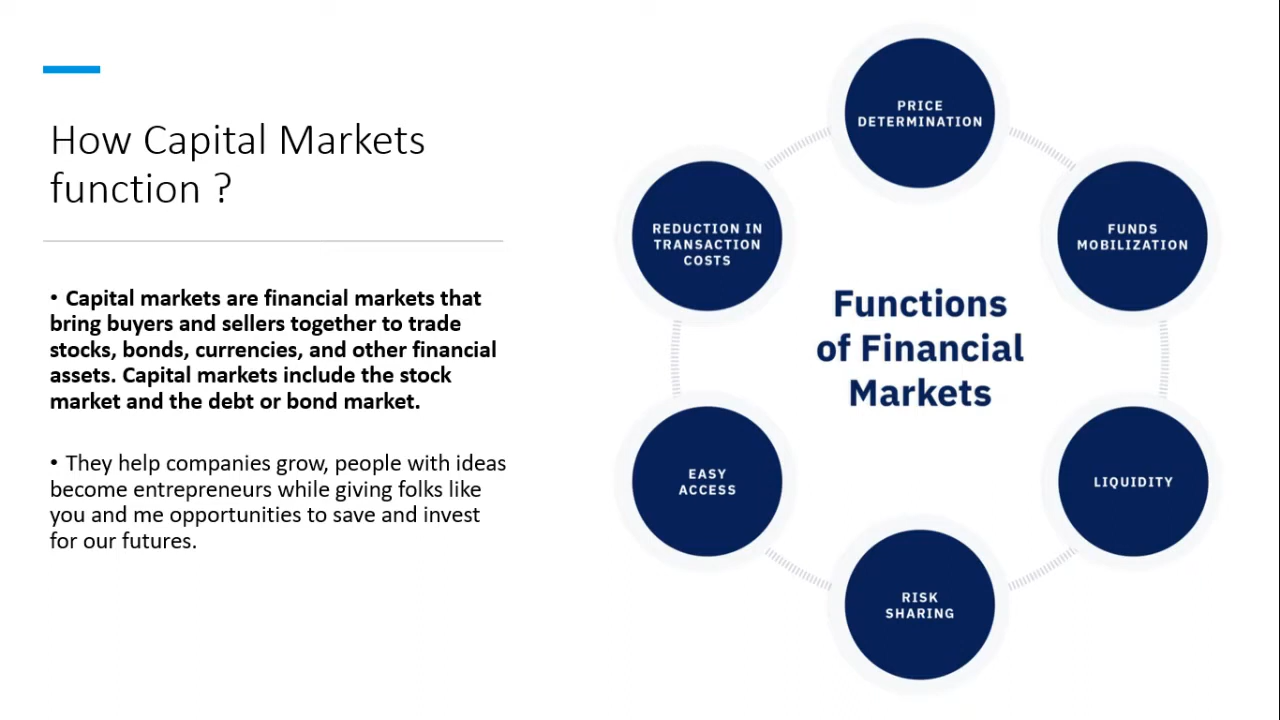 How Capital Markets
function ?
• Capital markets are financial markets that
bring buyers and sellers together to trade
stocks, bonds, currencies, and other financial
assets. Capital markets include the stock
market and the debt or bond market.
• They help companies grow, people with ideas
become entrepreneurs while giving folks like
you and me opportunities to save and invest
for our futures.
Functions
of Financial
Markets
PRICE
DETERMINATION
FUNDS
MOBILIZATION
LIQUIDITY
RISK
SHARING
EASY
ACCESS
REDUCTION IN
TRANSACTION
COSTS